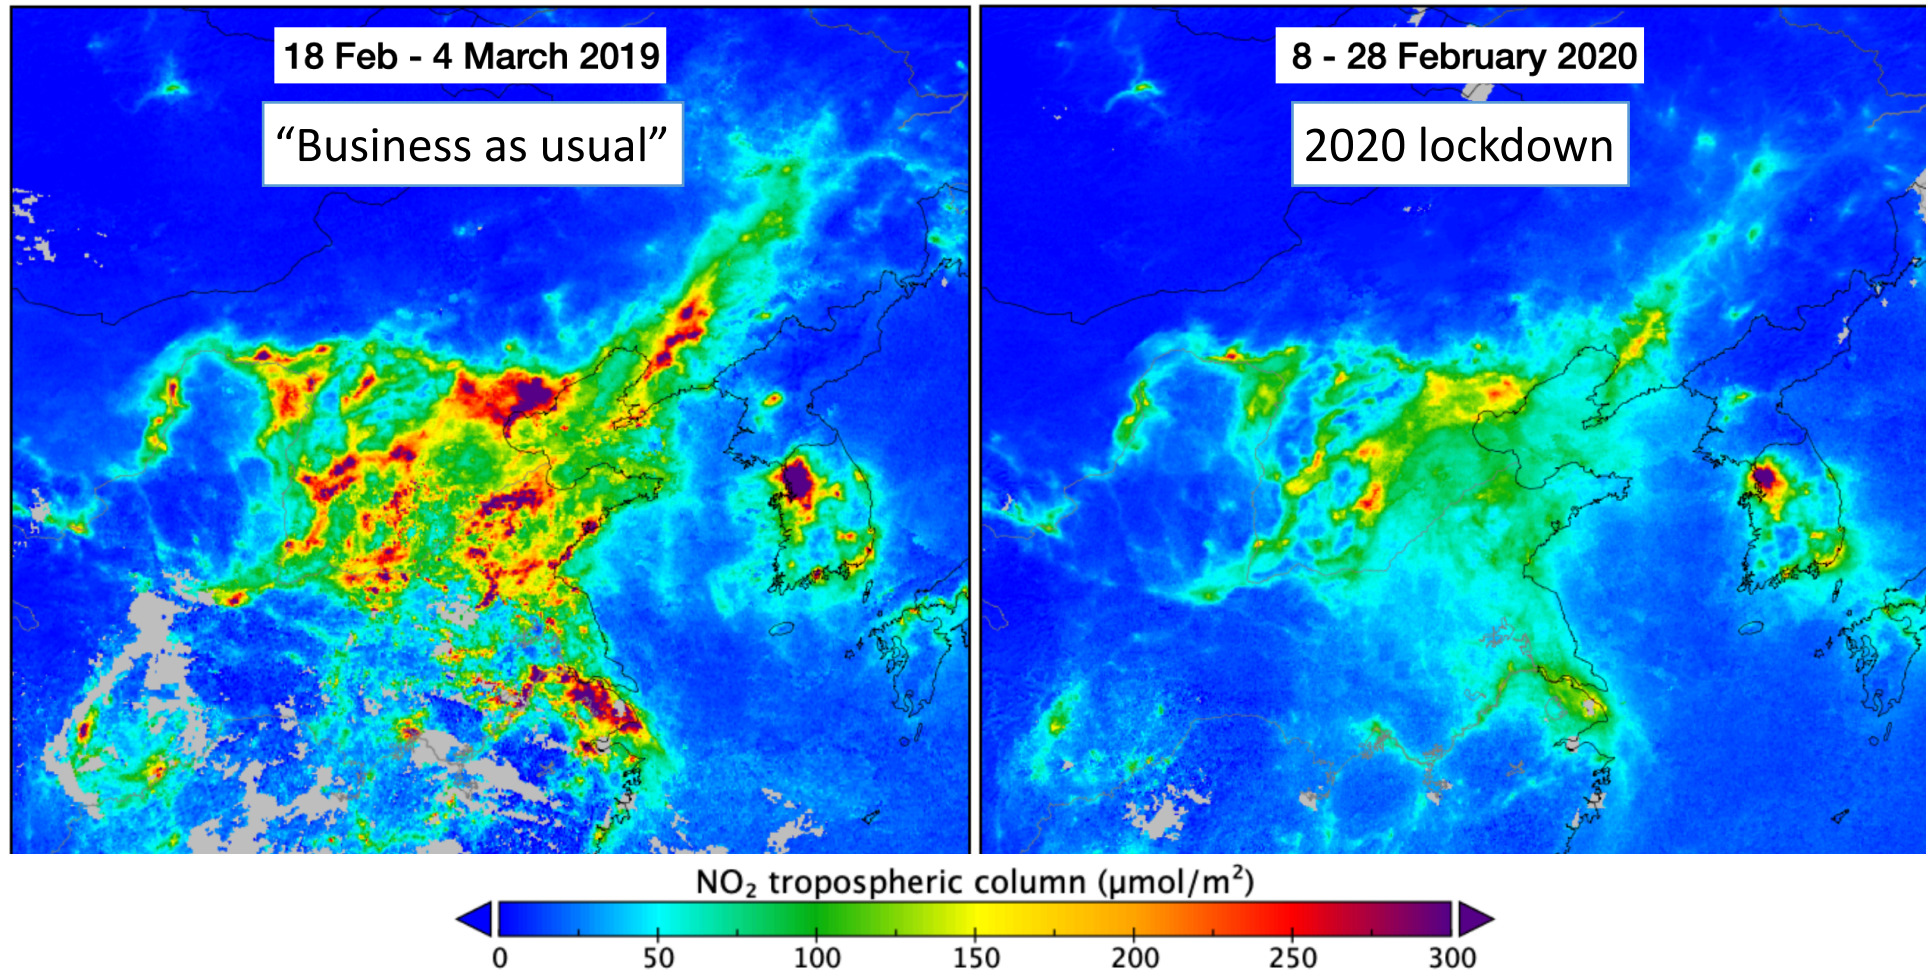 18 Feb - 4 March 2019
“Business as usual”
8 - 28 February 2020
2020 lockdown
NO₂ tropospheric column (µmol/m²)
0 50 100 150 200 250 300